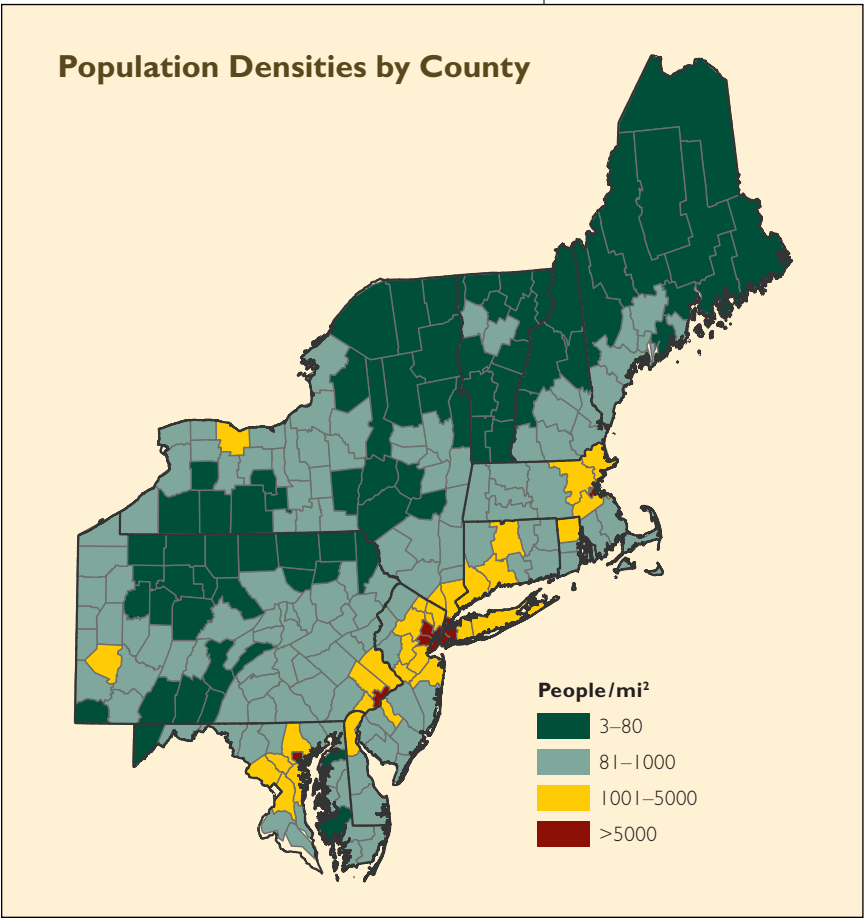 Population Densities by County
People/mi²
3–80
81–1000
1001–5000
>5000